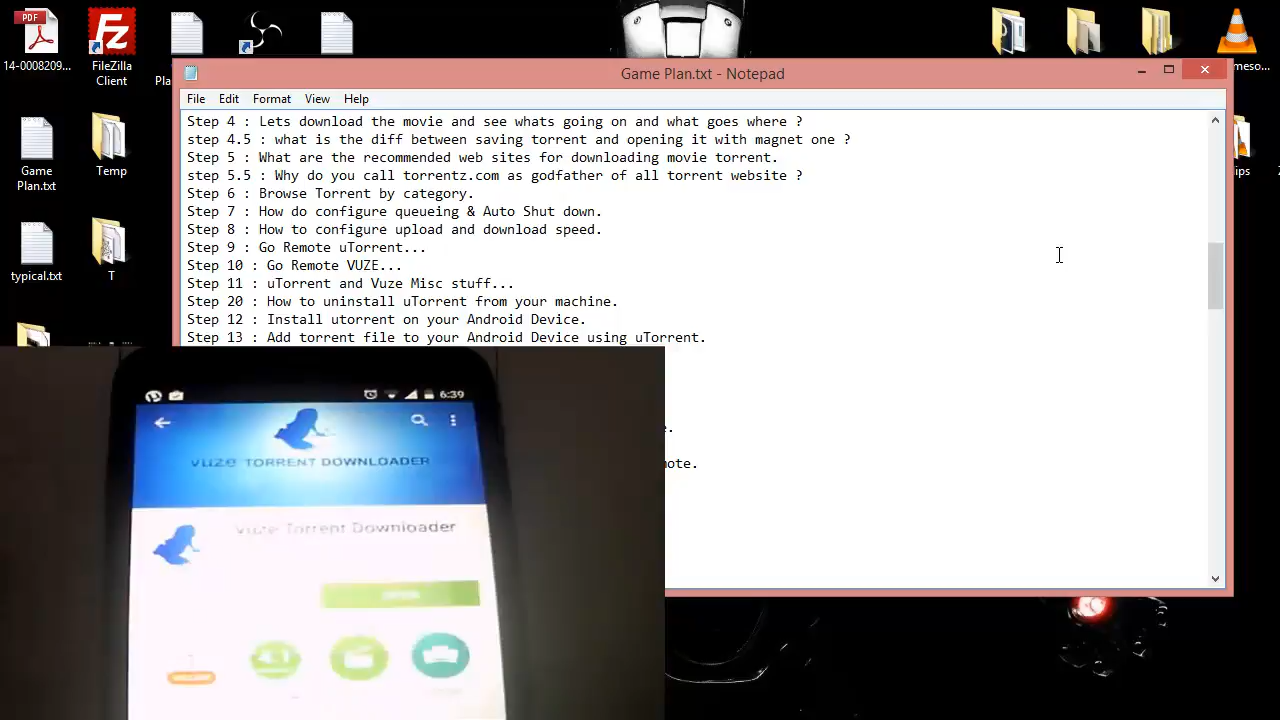 14-0008209...
FileZilla
Client
Pla
meso...
Game Plan.txt - Notepad
File Edit Format View Help
Game
Plan.txt
Temp
typical.txt
T
ips
Step 4 : Lets download the movie and see whats going on and what goes where ?
step 4.5 : what is the diff between saving torrent and opening it with magnet one ?
Step 5 : What are the recommended web sites for downloading movie torrent.
step 5.5 : Why do you call torrentz.com as godfather of all torrent website ?
Step 6 : Browse Torrent by category.
Step 7 : How do configure queueing & Auto Shut down.
Step 8 : How to configure upload and download speed.
Step 9 : Go Remote uTorrent...
Step 10 : Go Remote VUZE...
Step 11 : uTorrent and Vuze Misc stuff...
Step 20 : How to uninstall uTorrent from your machine.
Step 12 : Install utorrent on your Android Device.
Step 13 : Add torrent file to your Android Device using uTorrent.
e.
mote.
6:39
vuze TORRENT DOWNLOADER
Vuze Torrent Downloader
OPEN
4.1